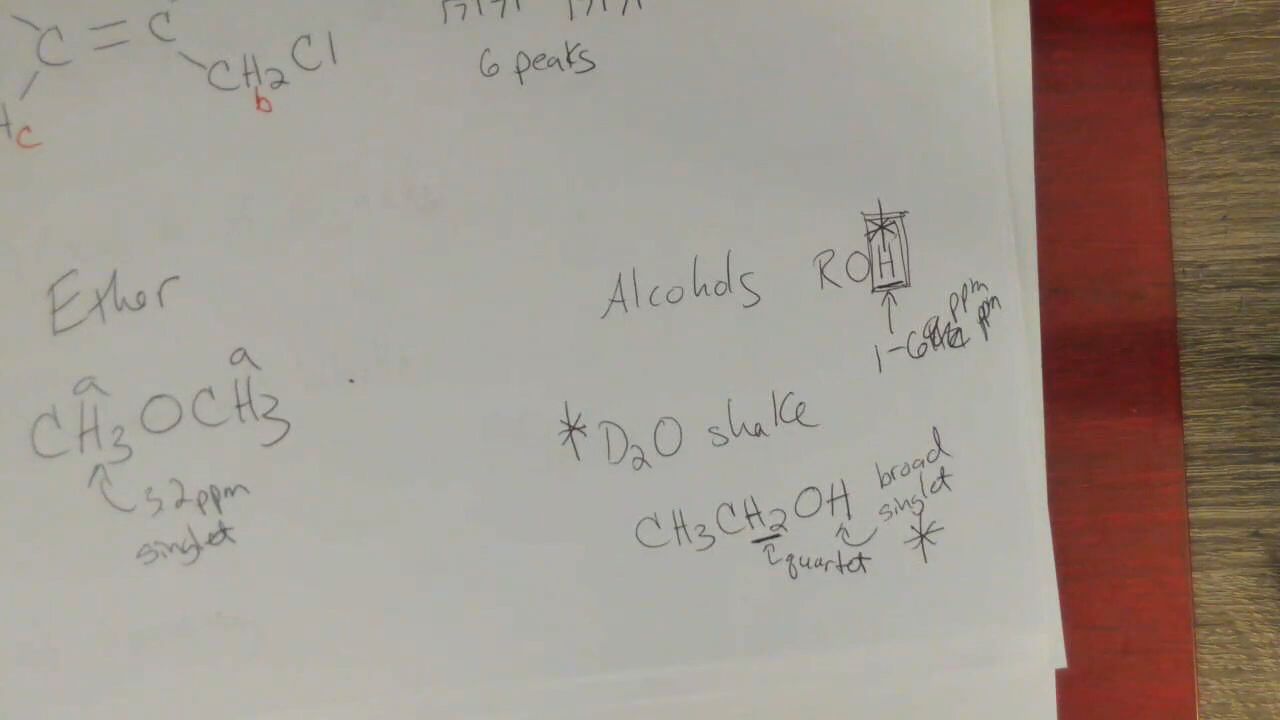 C=C
CH2Cl
b
c
6 peaks
Ether
a a
CH3OCH3
3.2ppm
singlet
Alcohols ROH
*
1-6 ppm
ppm
* D2O shake
CH3CH2OH
broad
singlet
*
quartet